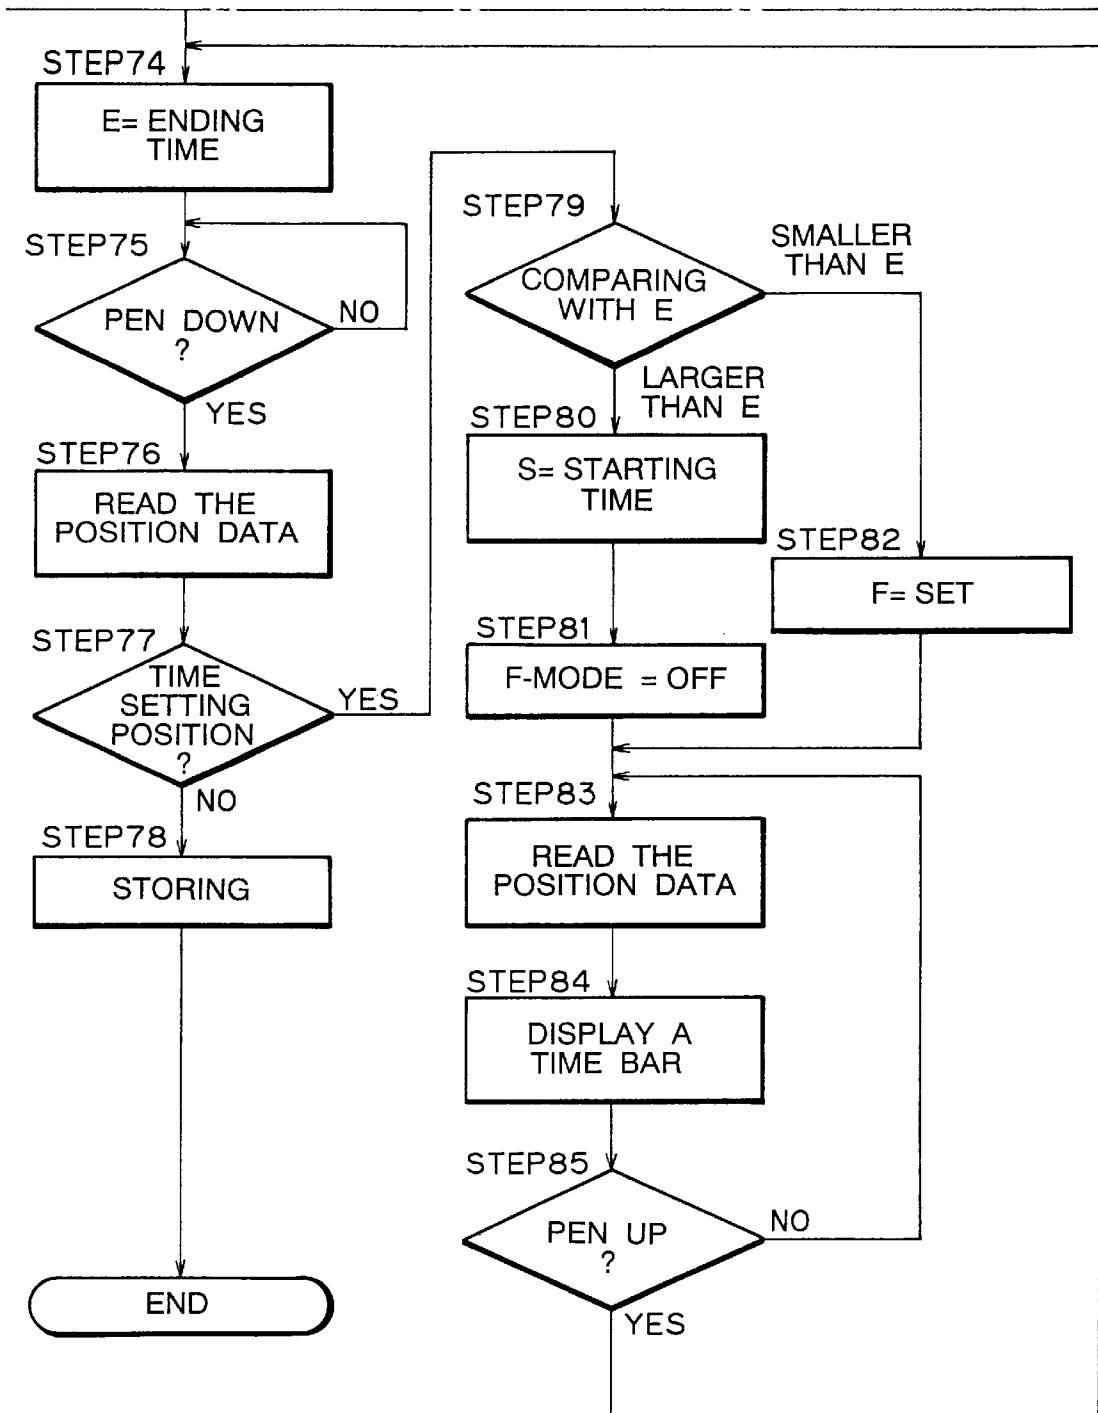 STEP74
E= ENDING
TIME
STEP75
PEN DOWN
?
NO
YES
STEP76
READ THE
POSITION DATA
STEP77
TIME
SETTING
POSITION
?
YES
NO
STEP78
STORING
END
STEP79
COMPARING
WITH E
SMALLER
THAN E
LARGER
THAN E
STEP80
S= STARTING
TIME
STEP82
F= SET
STEP81
F-MODE = OFF
STEP83
READ THE
POSITION DATA
STEP84
DISPLAY A
TIME BAR
STEP85
PEN UP
?
NO
YES